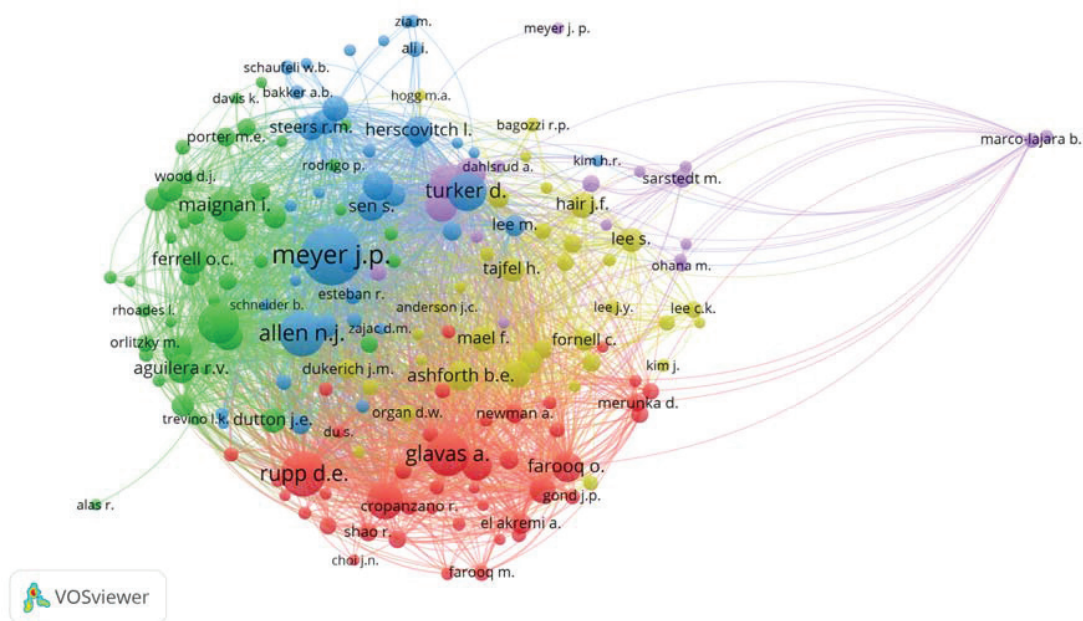 zia m.
meyer j. p.
ali i.
schaufeli w.b.
bakker a.b.
hogg m.a.
davis k.
steers r.m.
herscovitch l.
bagozzi r.p.
porter m.e.
marco-lajara b.
rodrigo p.
dahlsrud a.
kim h.r.
wood d.j.
sarstedt m.
turker d.
maignan i.
sen s.
hair j.f.
lee m.
lee s.
meyer j.p.
ferrell o.c.
tajfel h.
ohana m.
esteban r.
schneider b.
anderson j.c.
lee j.y.
lee c.k.
rhoades l.
allen n.j.
zajac d.m.
mael f.
fornell c.
orlitzky m.
aguilera r.v.
dukerich j.m.
ashforth b.e.
kim j.
merunka d.
trevino l.k.
dutton j.e.
organ d.w.
newman a.
du s.
glavas a.
rupp d.e.
farooq o.
gond j.p.
alas r.
cropanzano r.
el akremi a.
shao r.
choi j.n.
farooq m.
VOSviewer